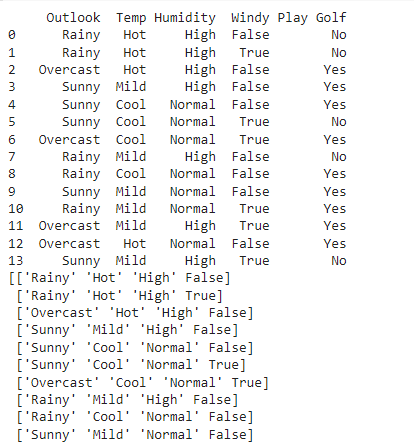 Outlook Temp Humidity Windy Play Golf
0 Rainy Hot High False No
1 Rainy Hot High True No
2 Overcast Hot High False Yes
3 Sunny Mild High False Yes
4 Sunny Cool Normal False Yes
5 Sunny Cool Normal True No
6 Overcast Cool Normal True Yes
7 Rainy Mild High False No
8 Rainy Cool Normal False Yes
9 Sunny Mild Normal False Yes
10 Rainy Mild Normal True Yes
11 Overcast Mild High True Yes
12 Overcast Hot Normal False Yes
13 Sunny Mild High True No
[['Rainy' 'Hot' 'High' False]
['Rainy' 'Hot' 'High' True]
['Overcast' 'Hot' 'High' False]
['Sunny' 'Mild' 'High' False]
['Sunny' 'Cool' 'Normal' False]
['Sunny' 'Cool' 'Normal' True]
['Overcast' 'Cool' 'Normal' True]
['Rainy' 'Mild' 'High' False]
['Rainy' 'Cool' 'Normal' False]
['Sunny' 'Mild' 'Normal' False]